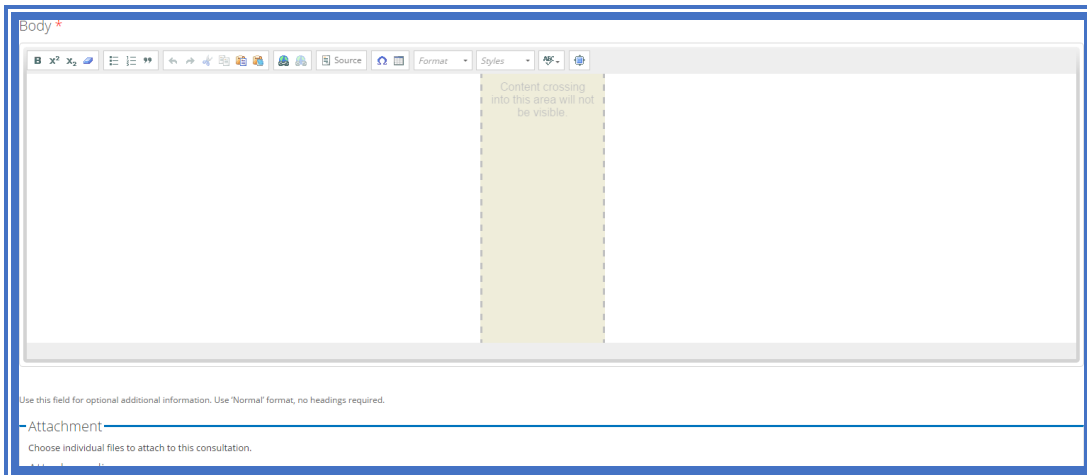 Body *
B x² x₂ Source Ω Format Styles ABC
Content crossing
into this area will not
be visible.
Use this field for optional additional information. Use 'Normal' format, no headings required.
Attachment
Choose individual files to attach to this consultation.